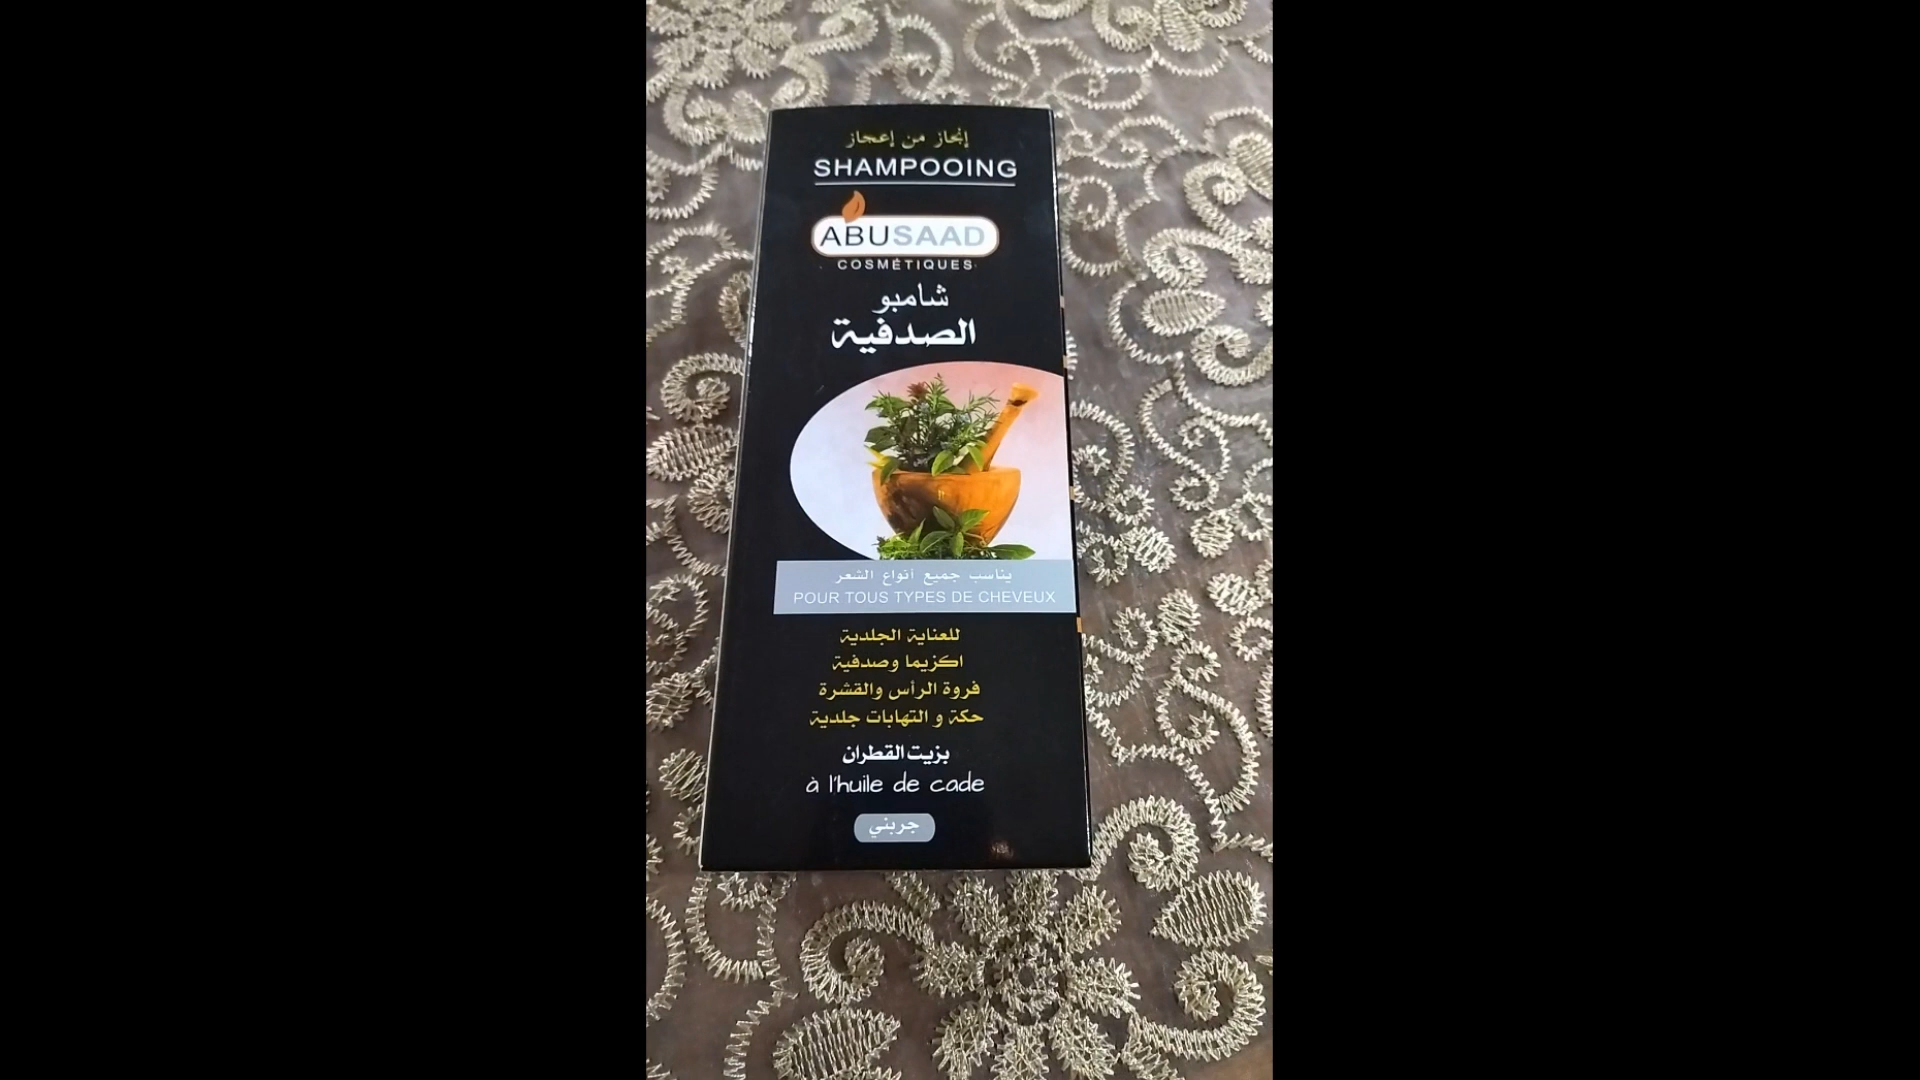 إنجاز من إعجاز
SHAMPOOING
ABUSAAD
COSMÉTIQUES
شامبو
الصدفية
يناسب جميع أنواع الشعر
POUR TOUS TYPES DE CHEVEUX
للعناية الجلدية
اكزيما وصدفية
فروة الرأس والقشرة
حكة و التهابات جلدية
بزيت القطران
à l'huile de cade
جربني